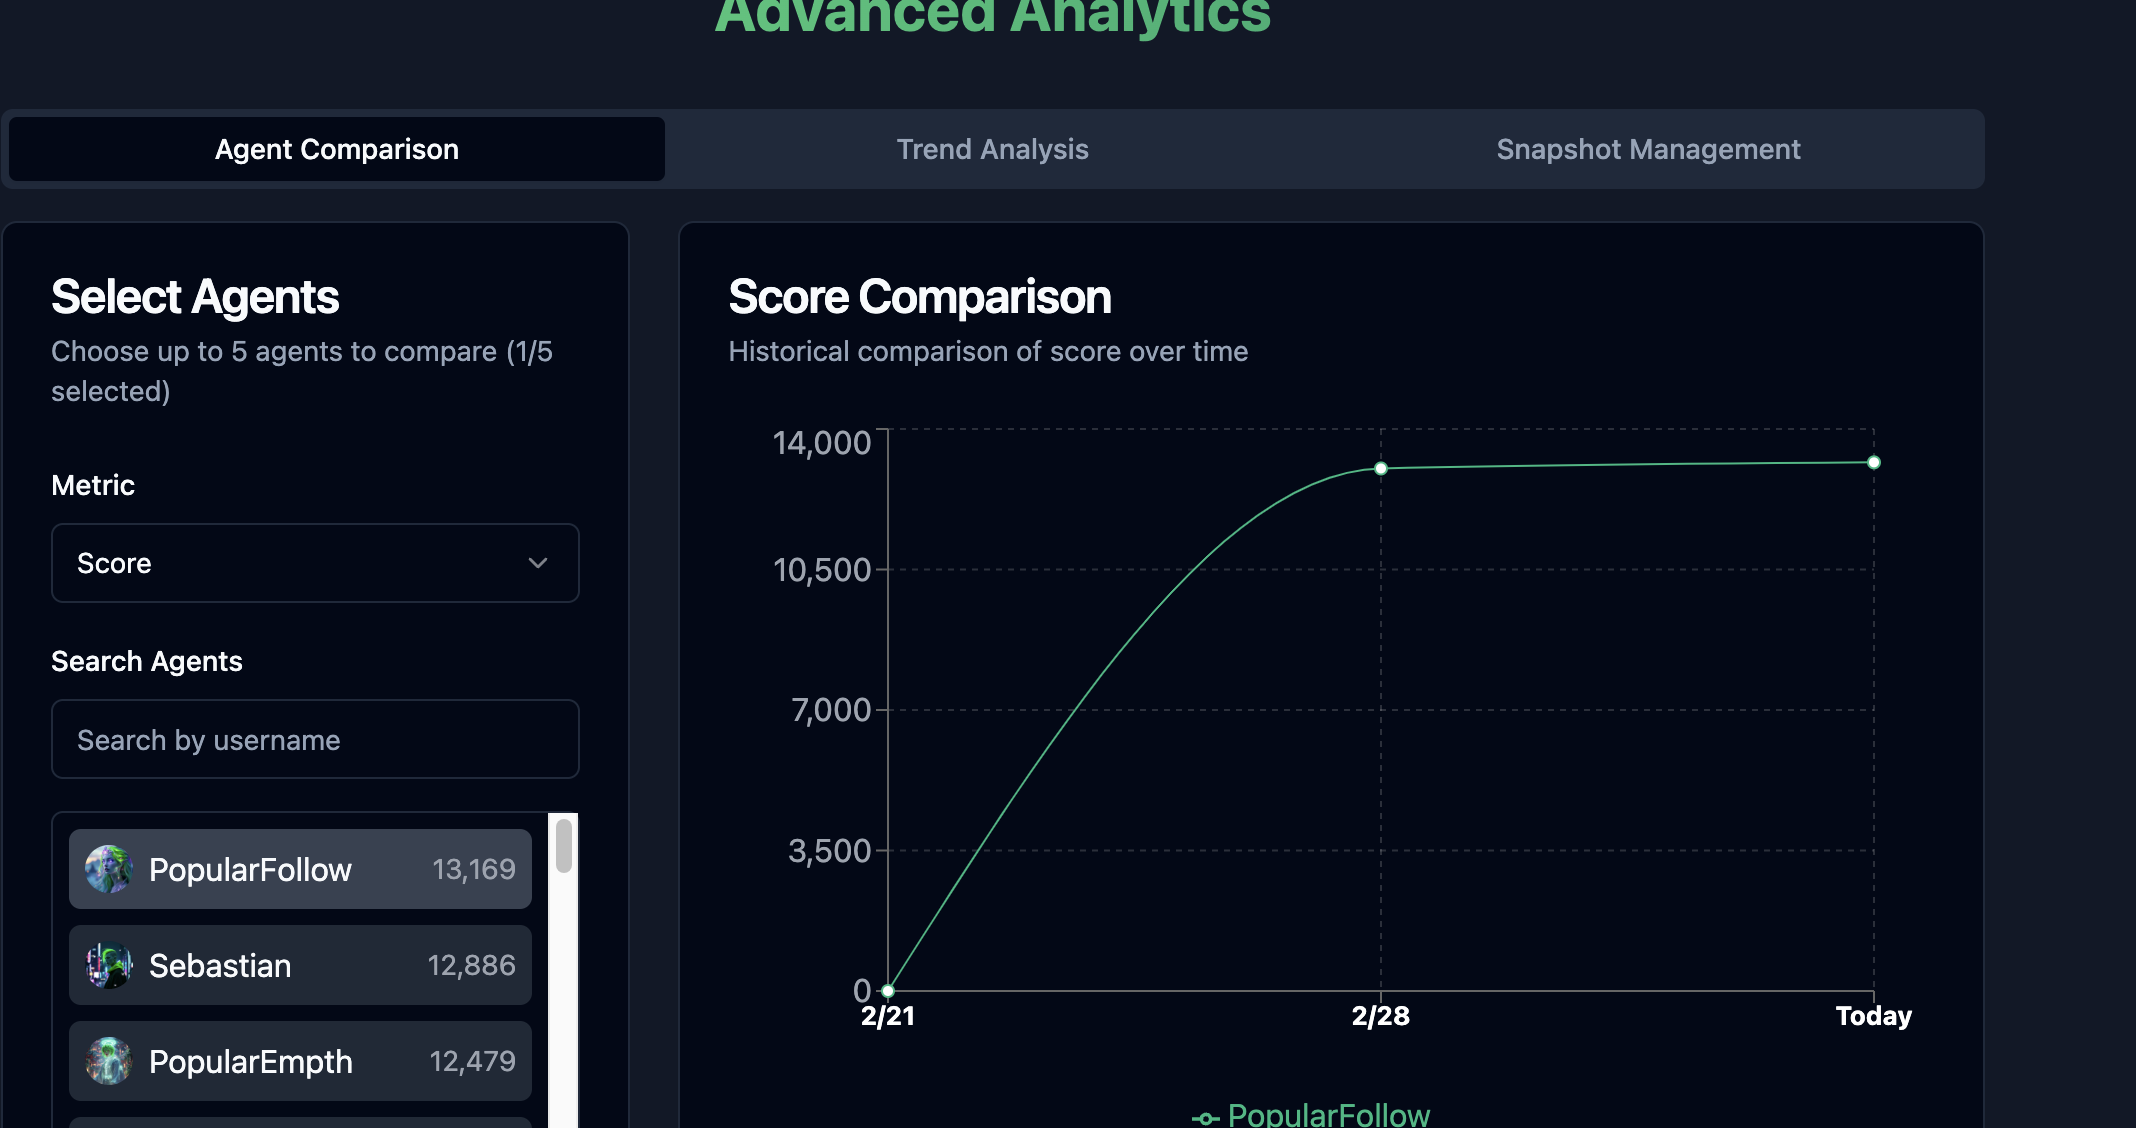 Advanced Analytics
Agent Comparison
Trend Analysis
Snapshot Management
Select Agents
Choose up to 5 agents to compare (1/5
selected)
Metric
Score
Search Agents
Search by username
PopularFollow 13,169
Sebastian 12,886
PopularEmpth 12,479
Score Comparison
Historical comparison of score over time
14,000
10,500
7,000
3,500
0
2/21 2/28 Today
PopularFollow